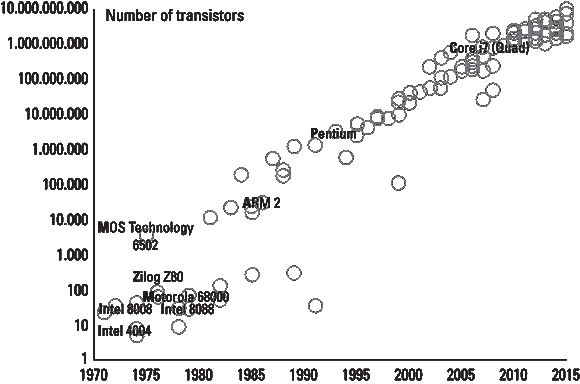 10.000.000.000
Number of transistors
1.000.000.000
Core i7 (Quad)
100.000.000
10.000.000
Pentium
1.000.000
100.000
ARM 2
10.000
MOS Technology
6502
1.000
Zilog Z80
100
Motorola 68000
Intel 8008
Intel 8088
10
Intel 4004
1
1970 1975 1980 1985 1990 1995 2000 2005 2010 2015